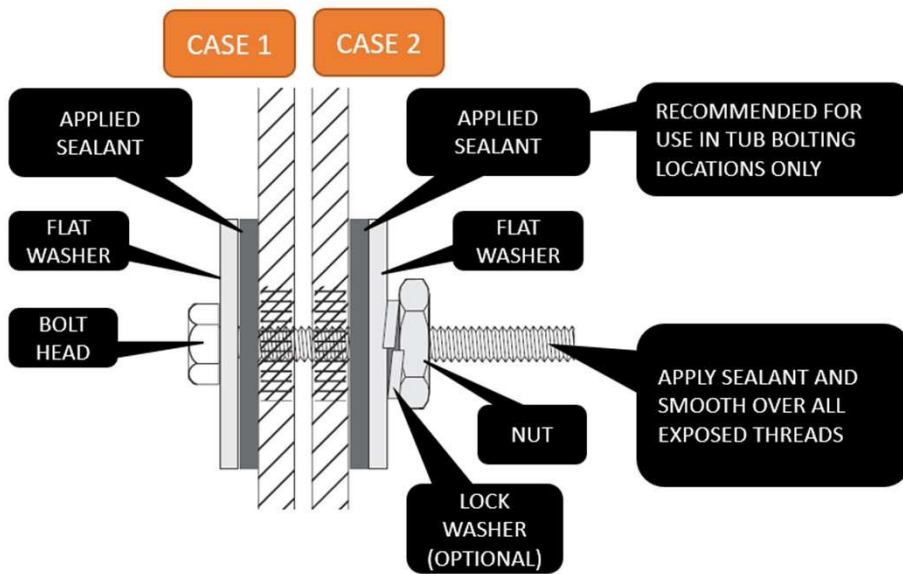 CASE 1
CASE 2
APPLIED
SEALANT
APPLIED
SEALANT
RECOMMENDED FOR
USE IN TUB BOLTING
LOCATIONS ONLY
FLAT
WASHER
FLAT
WASHER
BOLT
HEAD
NUT
APPLY SEALANT AND
SMOOTH OVER ALL
EXPOSED THREADS
LOCK
WASHER
(OPTIONAL)